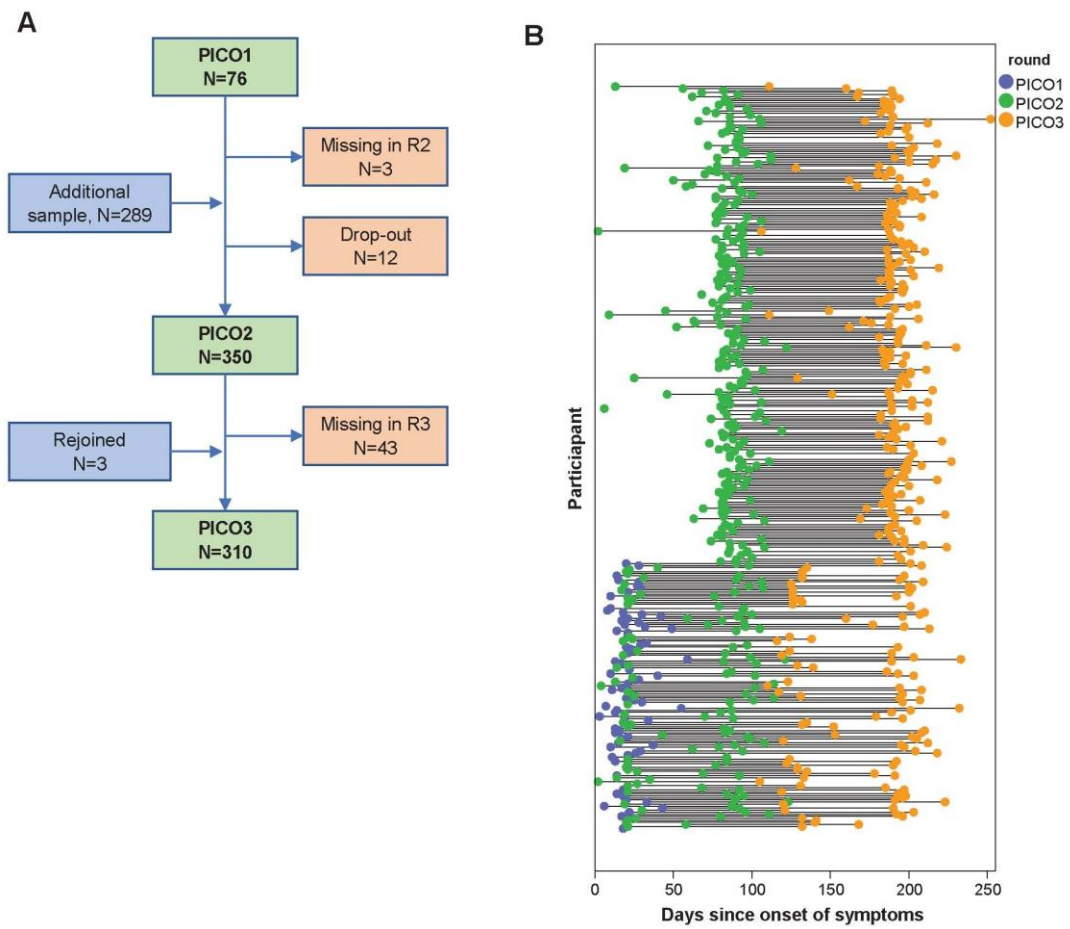 A
PICO1
N=76
Missing in R2
N=3
Additional
sample, N=289
Drop-out
N=12
PICO2
N=350
Rejoined
N=3
Missing in R3
N=43
PICO3
N=310
B
round
PICO1
PICO2
PICO3
Particiapant
0 50 100 150 200 250
Days since onset of symptoms